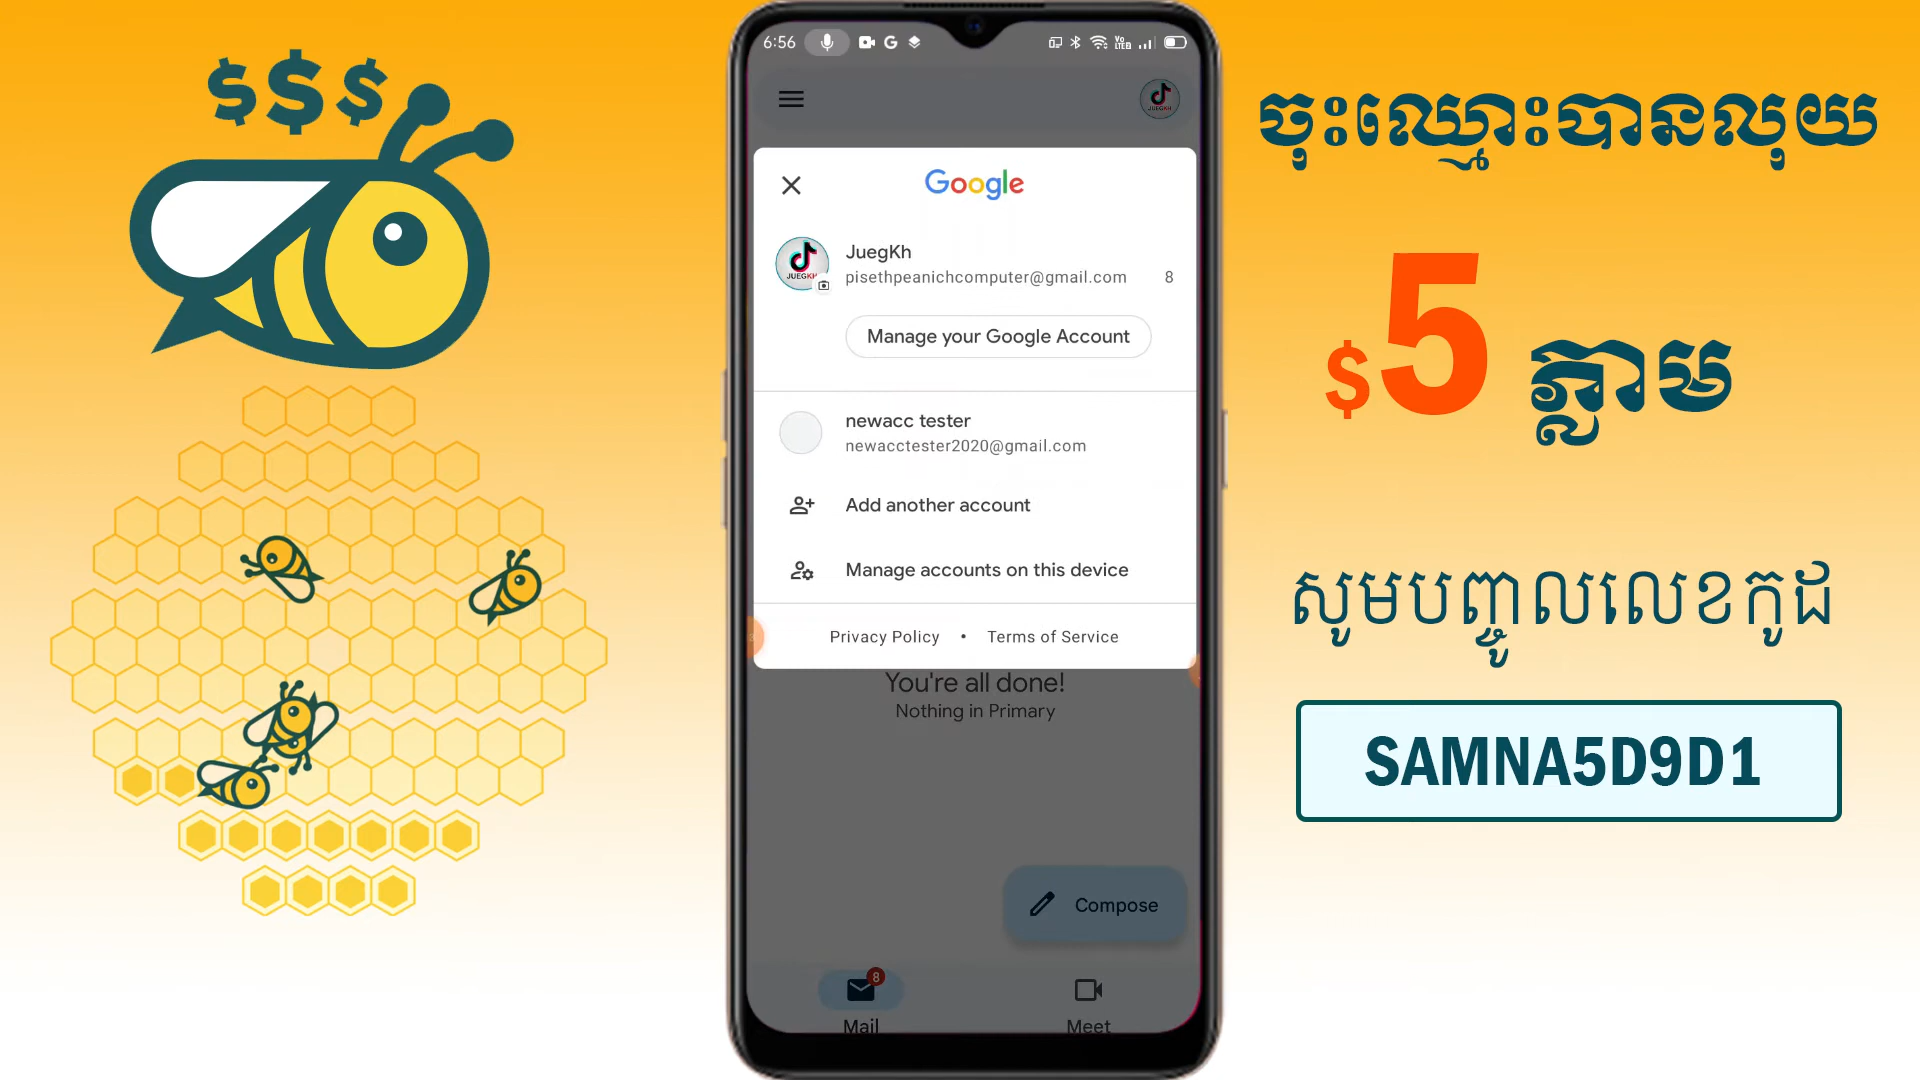 $$$
6:56
Google
JuegKh
pisethpeanichcomputer@gmail.com 8
Manage your Google Account
newacc tester
newacctester2020@gmail.com
Add another account
Manage accounts on this device
Privacy Policy • Terms of Service
You're all done!
Nothing in Primary
Compose
8
Mail Meet
ចុះឈ្មោះបានលុយ
$5 ភ្លាម
សូមបញ្ចូលលេខកូដ
SAMNA5D9D1